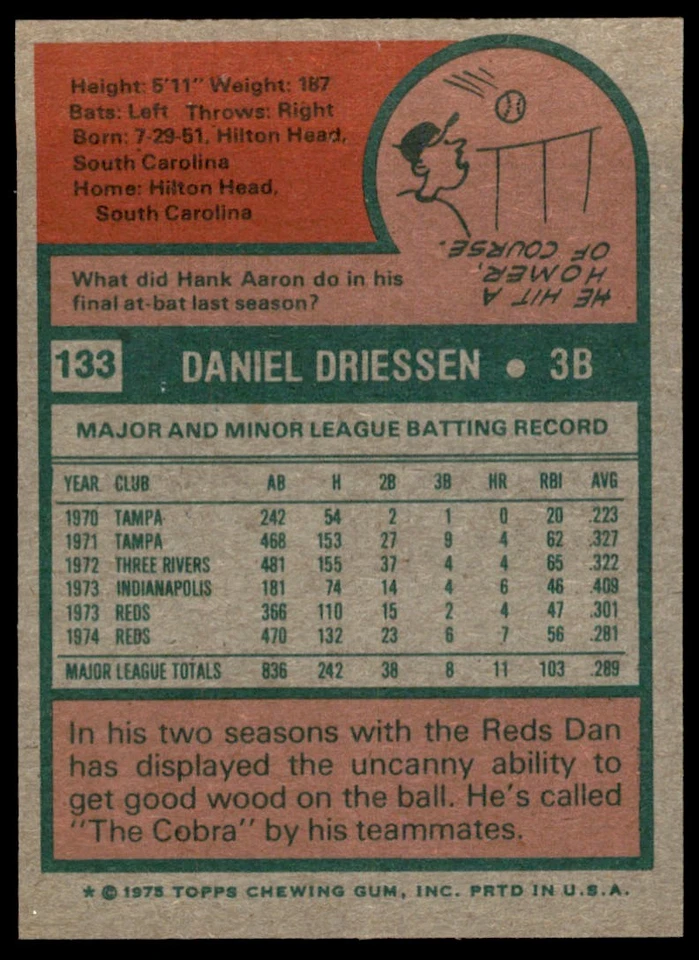 Height: 5'11" Weight: 187
Bats: Left Throws: Right
Born: 7-29-51, Hilton Head,
South Carolina
Home: Hilton Head,
South Carolina
What did Hank Aaron do in his
final at-bat last season?
HE HIT A
HOMER,
OF COURSE.
133 DANIEL DRIESSEN • 3B
MAJOR AND MINOR LEAGUE BATTING RECORD
YEAR CLUB AB H 2B 3B HR RBI AVG
1970 TAMPA 242 54 2 1 0 20 .223
1971 TAMPA 468 153 27 9 4 62 .327
1972 THREE RIVERS 481 155 37 4 4 65 .322
1973 INDIANAPOLIS 181 74 14 4 6 46 .409
1973 REDS 366 110 15 2 4 47 .301
1974 REDS 470 132 23 6 7 56 .281
MAJOR LEAGUE TOTALS 836 242 38 8 11 103 .289
In his two seasons with the Reds Dan
has displayed the uncanny ability to
get good wood on the ball. He's called
"The Cobra" by his teammates.
* © 1975 TOPPS CHEWING GUM, INC. PRTD IN U.S.A.